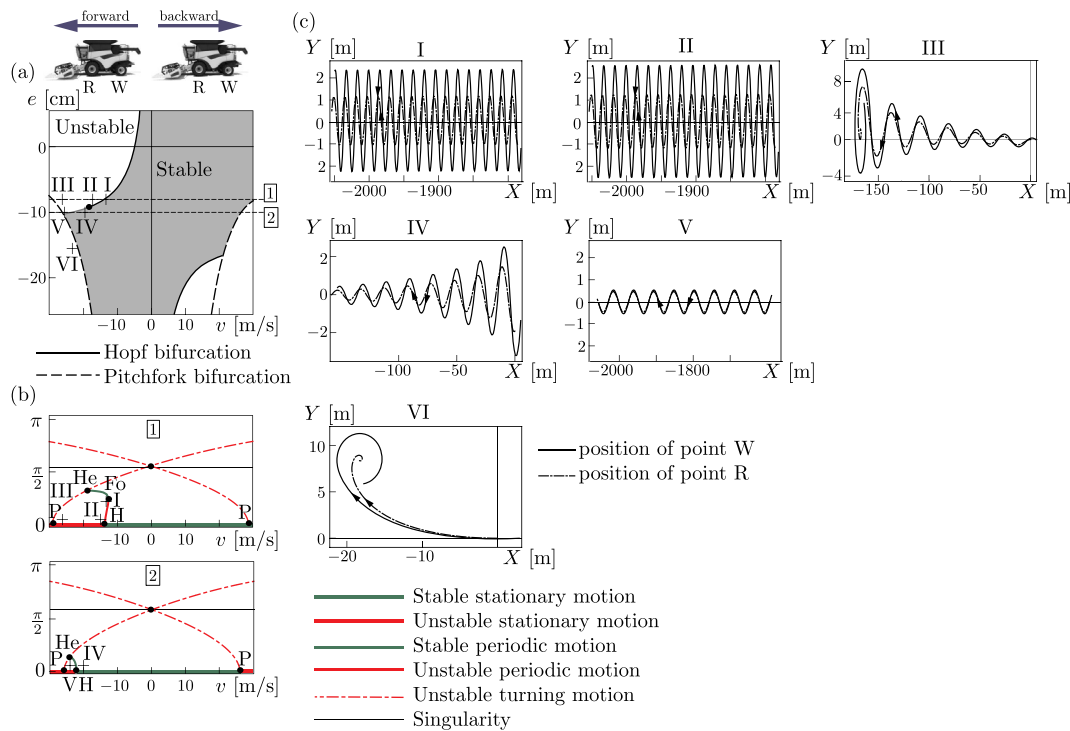 forward backward
(a)
R W R W
e [cm]
Unstable
0
Stable
III II I
1
-10
2
V IV
VI
-20
-10 0 10 v [m/s]
Hopf bifurcation
Pitchfork bifurcation
(b)
π
1
π/2
He
Fo
III
I
P
II
H
P
0
-10 0 10 v [m/s]
π
2
π/2
He
P
IV
P
0
V H
-10 0 10 v [m/s]
(c)
Y [m] I
2
1
0
-1
-2
-2000 -1900 X [m]
Y [m] II
2
1
0
-1
-2
-2000 -1900 X [m]
Y [m] III
8
4
0
-4
-150 -100 -50 0 X [m]
Y [m] IV
2
0
-2
-100 -50 X [m]
Y [m] V
2
1
0
-1
2
-2000 -1800 X [m]
Y [m] VI
10
5
0
-20 -10 X [m]
position of point W
position of point R
Stable stationary motion
Unstable stationary motion
Stable periodic motion
Unstable periodic motion
Unstable turning motion
Singularity